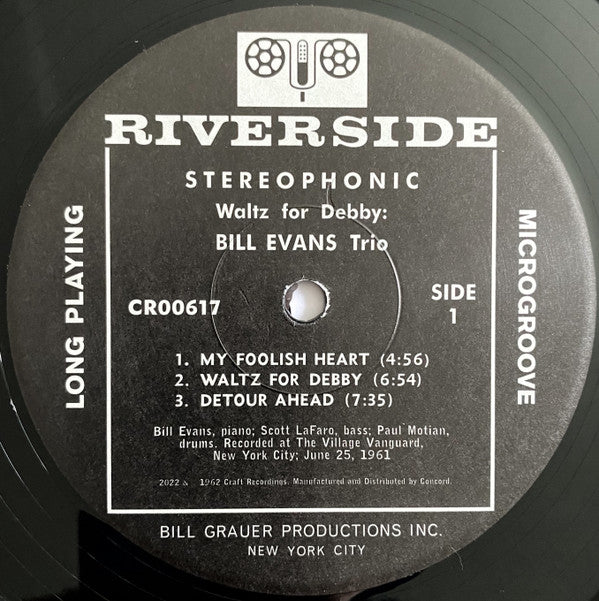 RIVERSIDE
STEREOPHONIC
Waltz for Debby:
BILL EVANS Trio
LONG PLAYING
MICROGROOVE
CR00617
SIDE
1
1. MY FOOLISH HEART (4:56)
2. WALTZ FOR DEBBY (6:54)
3. DETOUR AHEAD (7:35)
Bill Evans, piano; Scott LaFaro, bass; Paul Motian,
drums. Recorded at The Village Vanguard,
New York City; June 25, 1961
2022 & 1962 Craft Recordings. Manufactured and Distributed by Concord.
BILL GRAUER PRODUCTIONS INC.
NEW YORK CITY